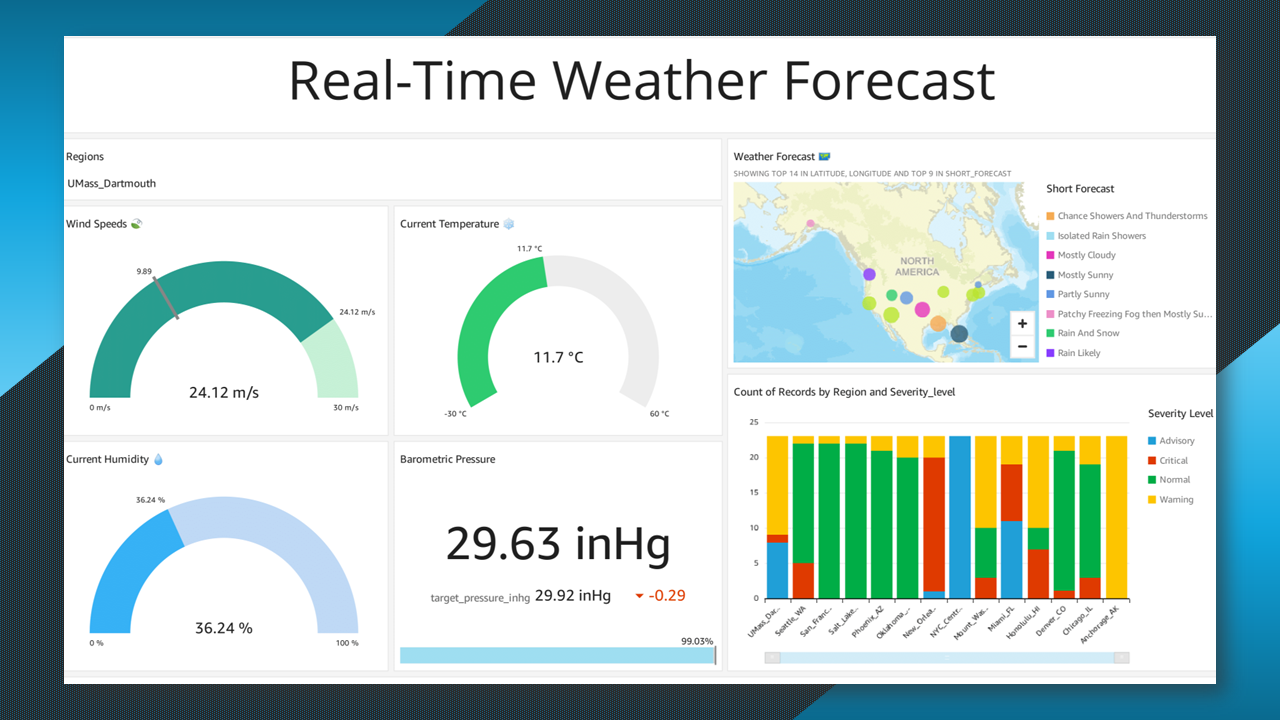 Real-Time Weather Forecast
Regions
UMass_Dartmouth
Wind Speeds
9.89
24.12 m/s
24.12 m/s
0 m/s
30 m/s
Current Temperature
11.7 °C
11.7 °C
-30 °C
60 °C
Current Humidity
36.24 %
36.24 %
0 %
100 %
Barometric Pressure
29.63 inHg
target_pressure_inhg 29.92 inHg -0.29
99.03%
Weather Forecast
SHOWING TOP 14 IN LATITUDE, LONGITUDE AND TOP 9 IN SHORT_FORECAST
NORTH
AMERICA
+
−
Short Forecast
Chance Showers And Thunderstorms
Isolated Rain Showers
Mostly Cloudy
Mostly Sunny
Partly Sunny
Patchy Freezing Fog then Mostly Su...
Rain And Snow
Rain Likely
Count of Records by Region and Severity_level
25
20
15
10
5
0
UMass_Dar...
Seattle_WA
San_Franc...
Salt_Lake...
Phoenix_AZ
Oklahoma_...
New_Orlea...
NYC_Centr...
Mount_Was...
Miami_FL
Honolulu_HI
Denver_CO
Chicago_IL
Anchorage_AK
Severity Level
Advisory
Critical
Normal
Warning